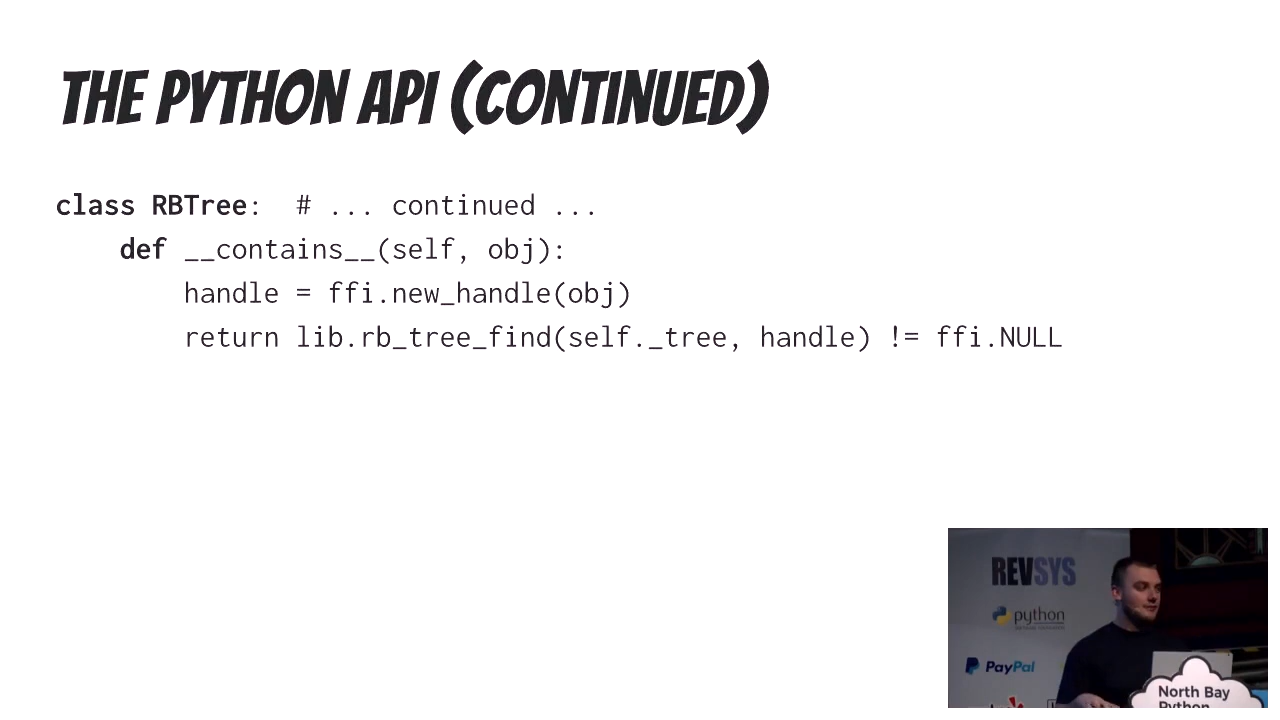 THE PYTHON API (CONTINUED)
class RBTree:  # ... continued ...
    def __contains__(self, obj):
        handle = ffi.new_handle(obj)
        return lib.rb_tree_find(self._tree, handle) != ffi.NULL
REVSYS
python
PayPal
North Bay
Python